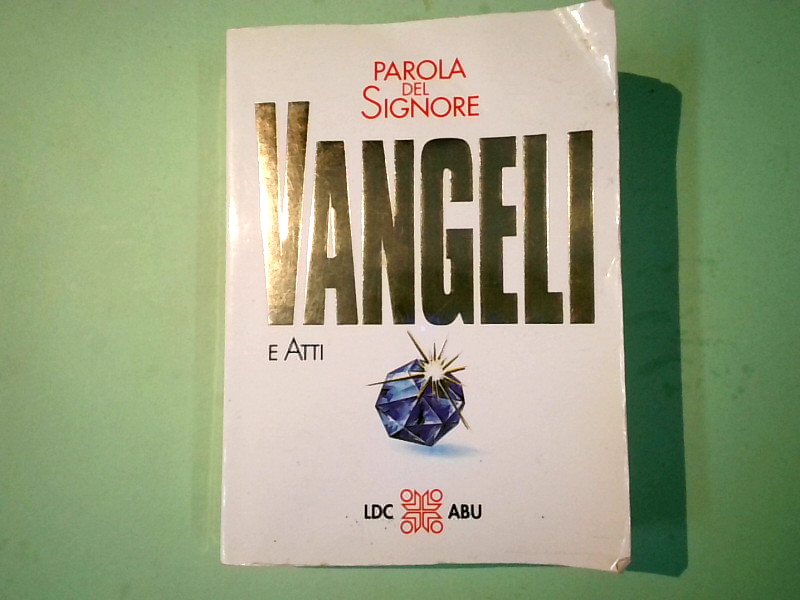 PAROLA
DEL
SIGNORE
VANGELI
E ATTI
LDC ABU